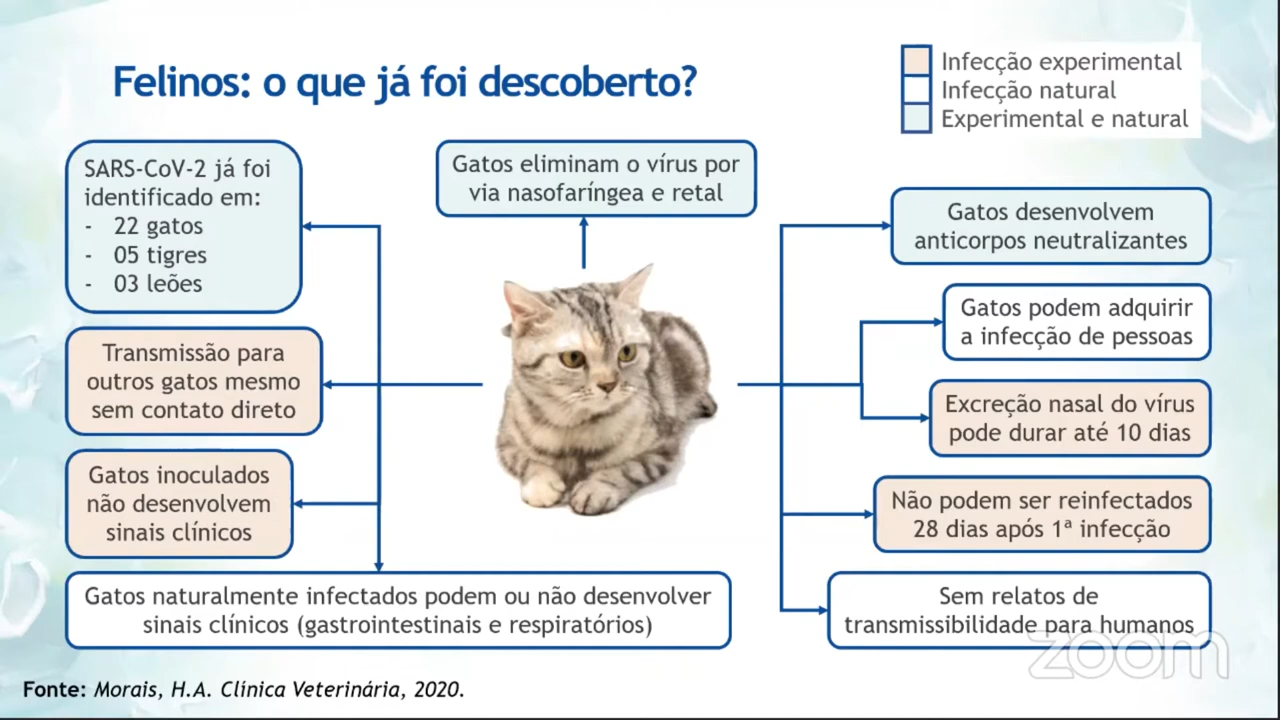 Felinos: o que já foi descoberto?
Infecção experimental
Infecção natural
Experimental e natural
SARS-CoV-2 já foi
identificado em:
- 22 gatos
- 05 tigres
- 03 leões
Transmissão para
outros gatos mesmo
sem contato direto
Gatos inoculados
não desenvolvem
sinais clínicos
Gatos naturalmente infectados podem ou não desenvolver
sinais clínicos (gastrointestinais e respiratórios)
Gatos eliminam o vírus por
via nasofaríngea e retal
Gatos desenvolvem
anticorpos neutralizantes
Gatos podem adquirir
a infecção de pessoas
Excreção nasal do vírus
pode durar até 10 dias
Não podem ser reinfectados
28 dias após 1ª infecção
Sem relatos de
transmissibilidade para humanos
zoom
Fonte: Morais, H.A. Clínica Veterinária, 2020.